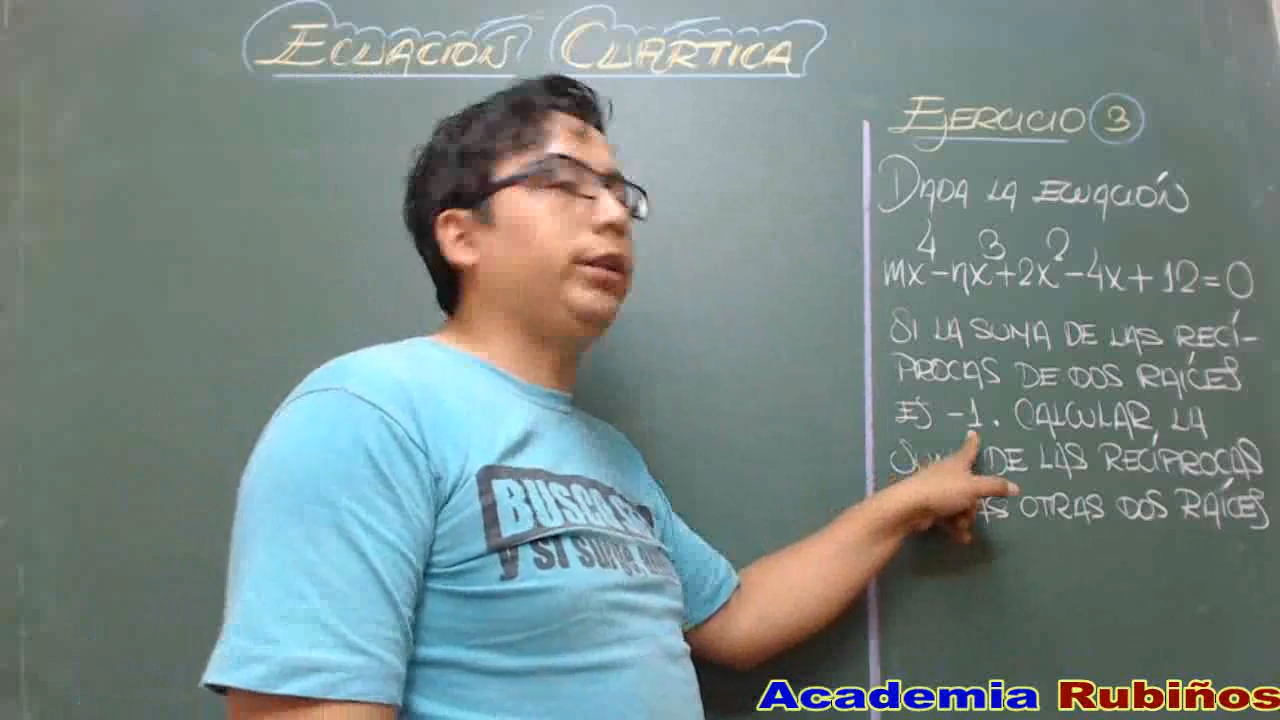 ECUACIÓN CUÁRTICA
EJERCICIO 3
DADA LA ECUACIÓN
mx⁴-nx³+2x²-4x+12=0
SI LA SUMA DE LAS RECÍ-
PROCAS DE DOS RAÍCES
ES -1. CALCULAR, LA
DE LAS RECÍPROCAS
OTRAS DOS RAÍCES
BUSCA
y SI SURGE
Academia Rubiños